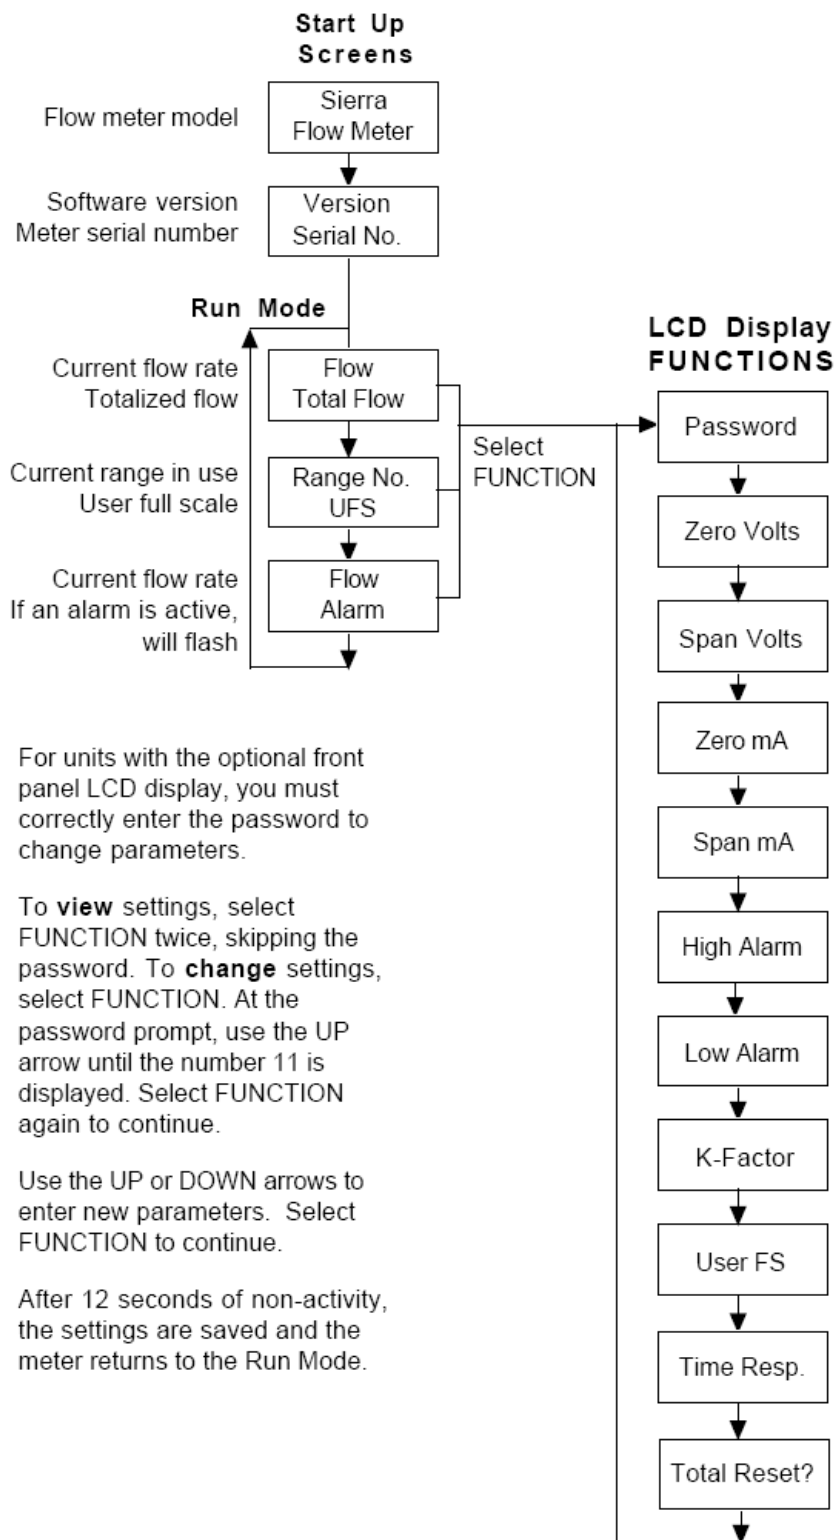 Start Up
Screens
Flow meter model
Sierra
Flow Meter
Software version
Meter serial number
Version
Serial No.
Run Mode
Current flow rate
Totalized flow
Flow
Total Flow
Current range in use
User full scale
Range No.
UFS
Current flow rate
If an alarm is active,
will flash
Flow
Alarm
Select
FUNCTION
LCD Display
FUNCTIONS
Password
Zero Volts
Span Volts
Zero mA
Span mA
High Alarm
Low Alarm
K-Factor
User FS
Time Resp.
Total Reset?
For units with the optional front
panel LCD display, you must
correctly enter the password to
change parameters.
To view settings, select
FUNCTION twice, skipping the
password. To change settings,
select FUNCTION. At the
password prompt, use the UP
arrow until the number 11 is
displayed. Select FUNCTION
again to continue.
Use the UP or DOWN arrows to
enter new parameters.  Select
FUNCTION to continue.
After 12 seconds of non-activity,
the settings are saved and the
meter returns to the Run Mode.